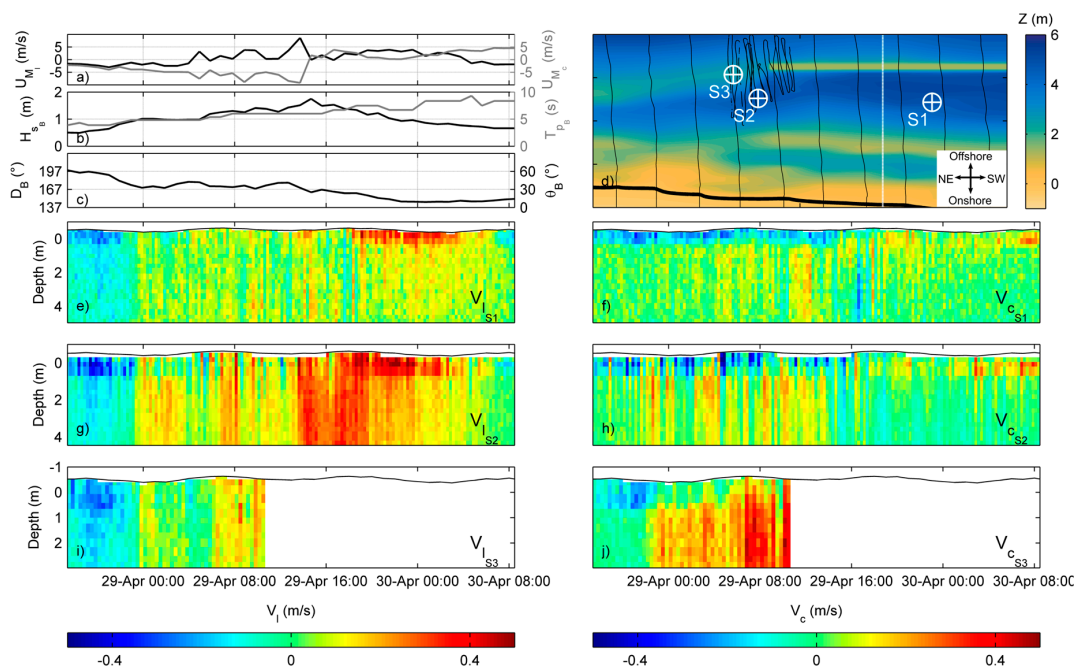 U_M_l (m/s)
5
0
-5
a)
5
0
-5
U_M_c (m/s)
H_s_B (m)
2
1
0
b)
10
5
0
T_p_B (s)
D_B (°)
197
167
137
c)
60
30
0
θ_B (°)
S3
S2
S1
d)
Offshore
NE
SW
Onshore
Z (m)
6
4
2
0
Depth (m)
0
2
4
e)
V_l_S1
f)
V_c_S1
Depth (m)
0
2
4
g)
V_l_S2
h)
V_c_S2
Depth (m)
-1
0
1
2
i)
V_l_S3
j)
V_c_S3
29-Apr 00:00 29-Apr 08:00 29-Apr 16:00 30-Apr 00:00 30-Apr 08:00
29-Apr 00:00 29-Apr 08:00 29-Apr 16:00 30-Apr 00:00 30-Apr 08:00
V_l (m/s)
V_c (m/s)
-0.4 0 0.4
-0.4 0 0.4